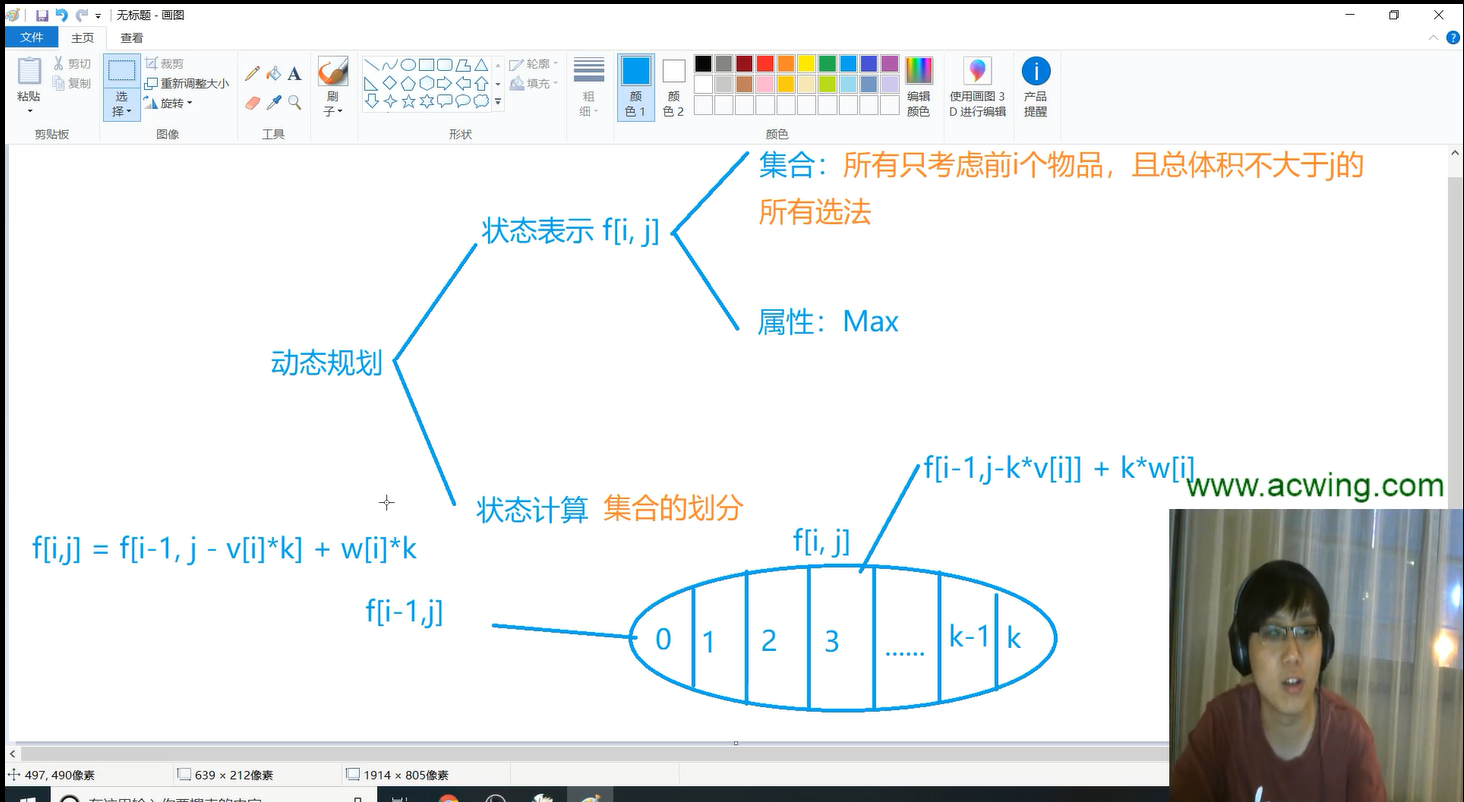 无标题 - 画图
文件
主页
查看
粘贴
剪切
复制
剪贴板
选择
裁剪
重新调整大小
旋转
图像
A
工具
刷子
轮廓
填充
形状
粗细
颜色 1
颜色 2
编辑颜色
颜色
使用画图 3D 进行编辑
产品提醒
集合：所有只考虑前i个物品，且总体积不大于j的
所有选法
状态表示 f[i, j]
属性：Max
动态规划
f[i-1,j-k*v[i]] + k*w[i]
www.acwing.com
状态计算 集合的划分
f[i, j]
f[i,j] = f[i-1, j - v[i]*k] + w[i]*k
f[i-1,j]
0 1 2 3 ...... k-1 k
497, 490像素
639 × 212像素
1914 × 805像素